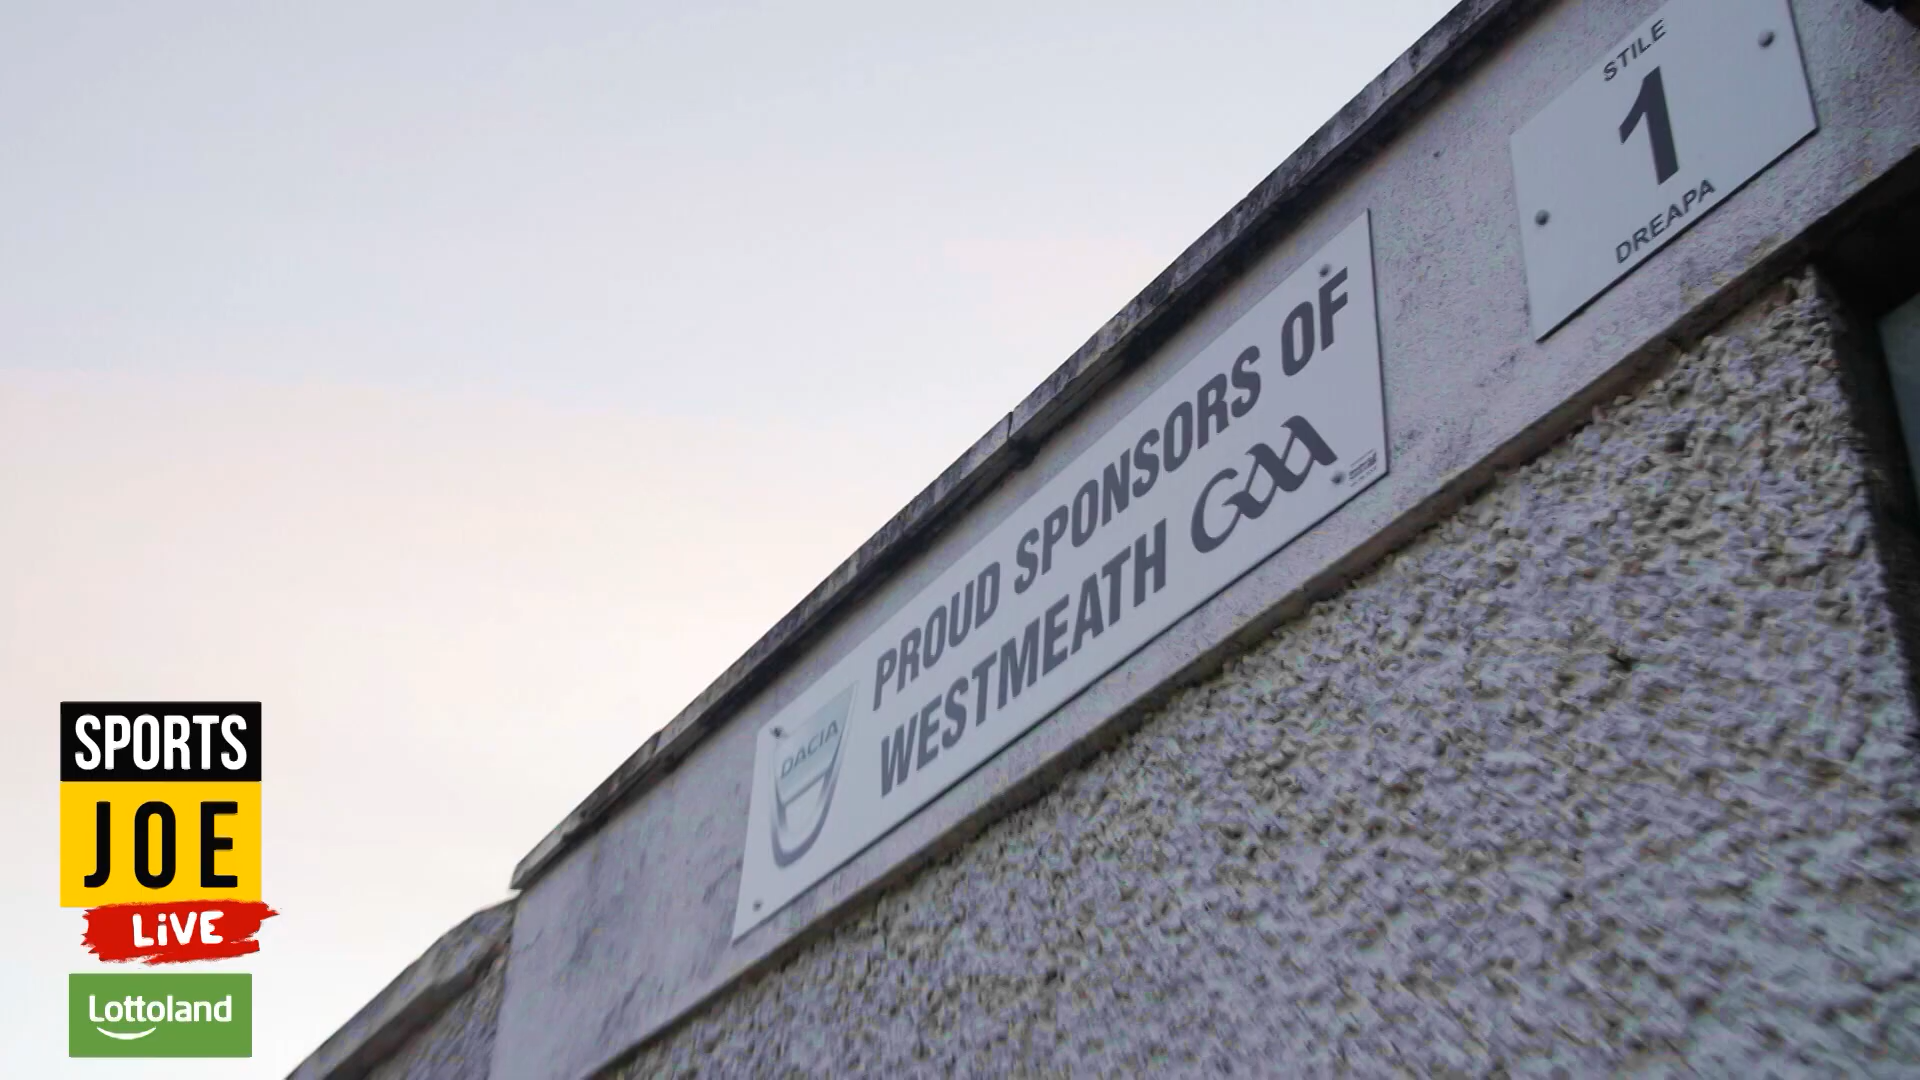 STILE
1
DREAPA
PROUD SPONSORS OF
WESTMEATH GAA
DACIA
SPORTS
JOE
LiVE
Lottoland